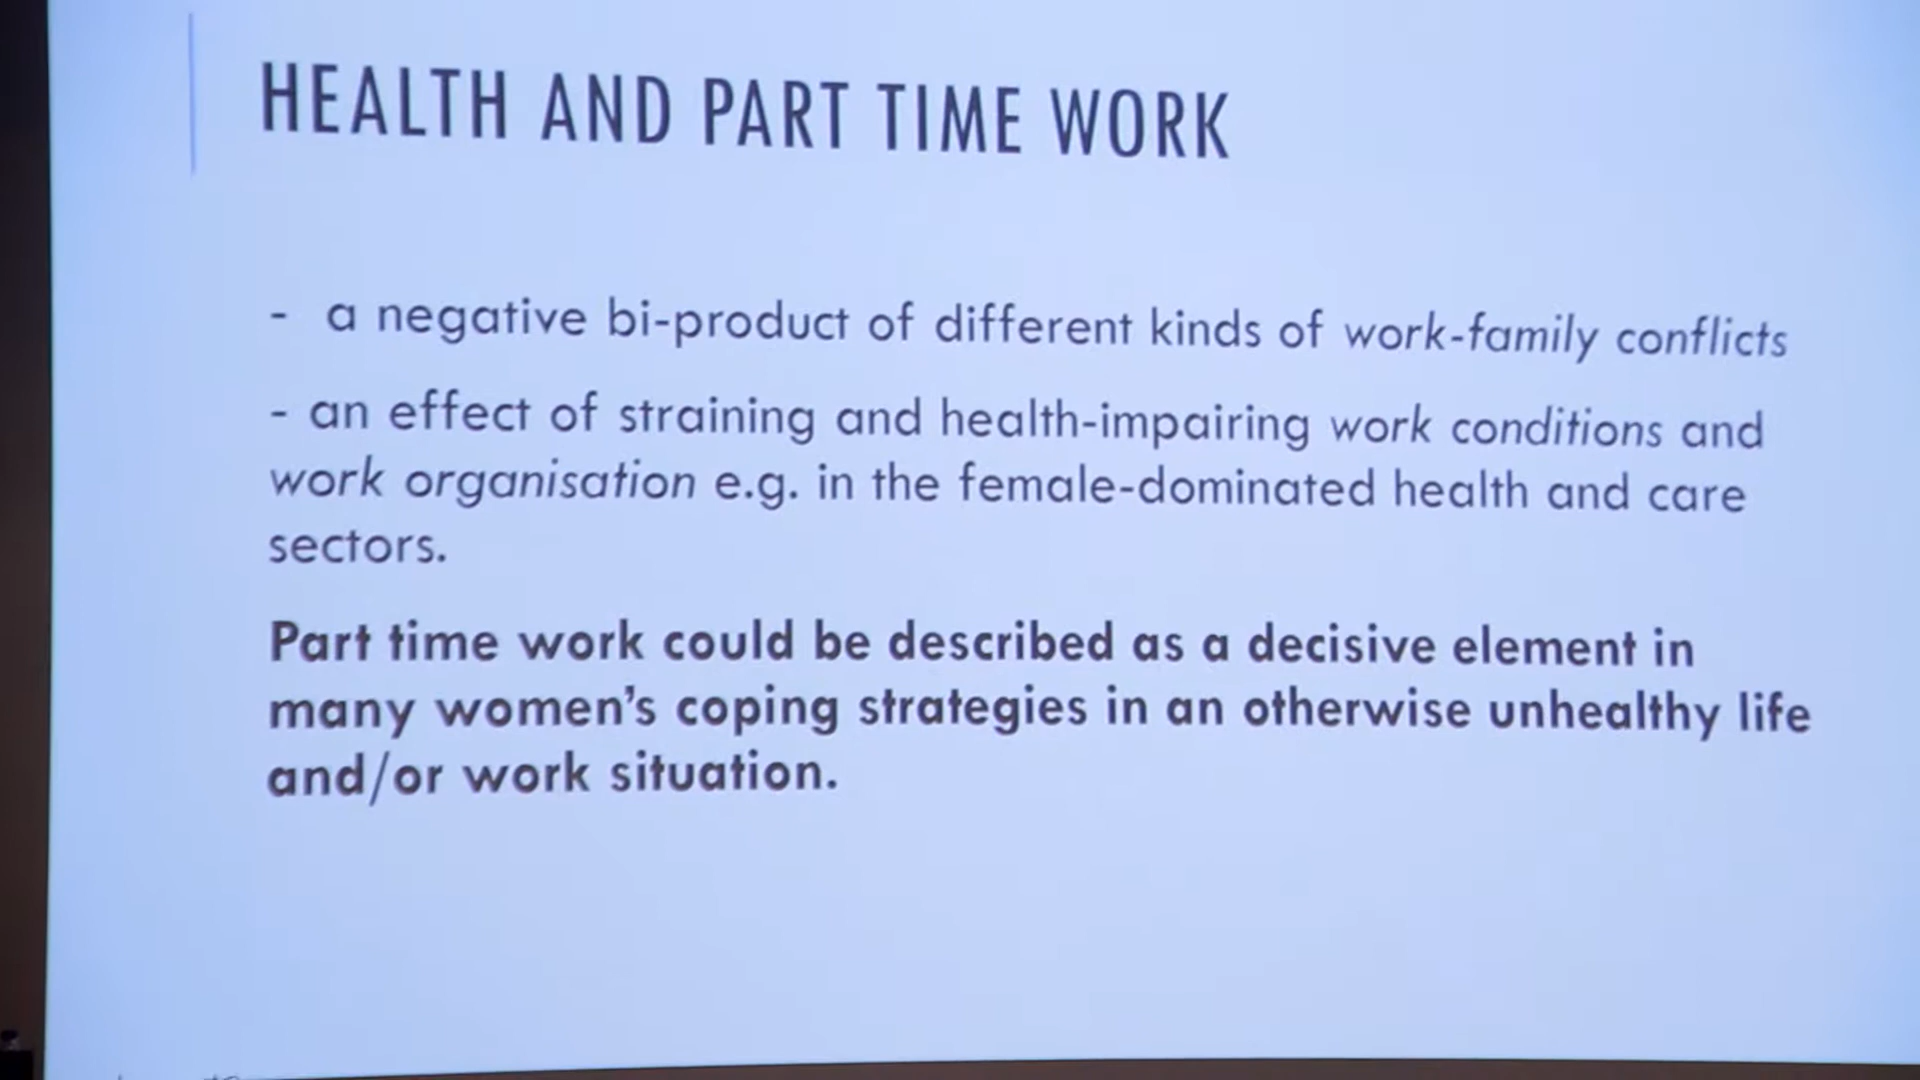 HEALTH AND PART TIME WORK
- a negative bi-product of different kinds of work-family conflicts
- an effect of straining and health-impairing work conditions and
work organisation e.g. in the female-dominated health and care
sectors.
Part time work could be described as a decisive element in
many women's coping strategies in an otherwise unhealthy life
and/or work situation.